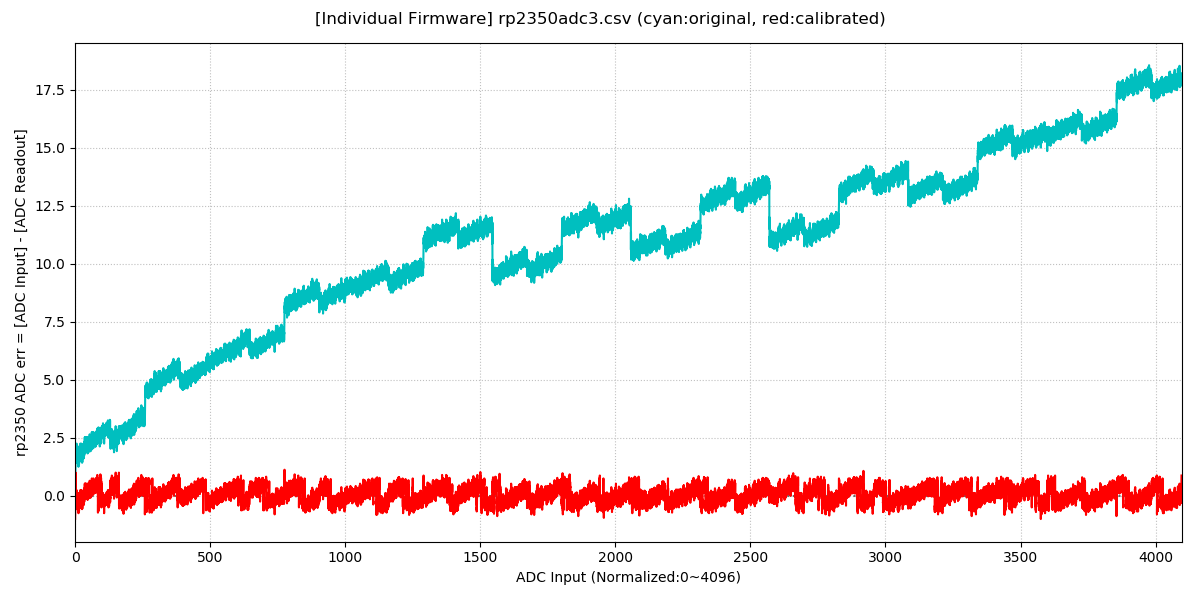 [Individual Firmware] rp2350adc3.csv (cyan:original, red:calibrated)
rp2350 ADC err = [ADC Input] - [ADC Readout]
17.5
15.0
12.5
10.0
7.5
5.0
2.5
0.0
0 500 1000 1500 2000 2500 3000 3500 4000
ADC Input (Normalized:0~4096)